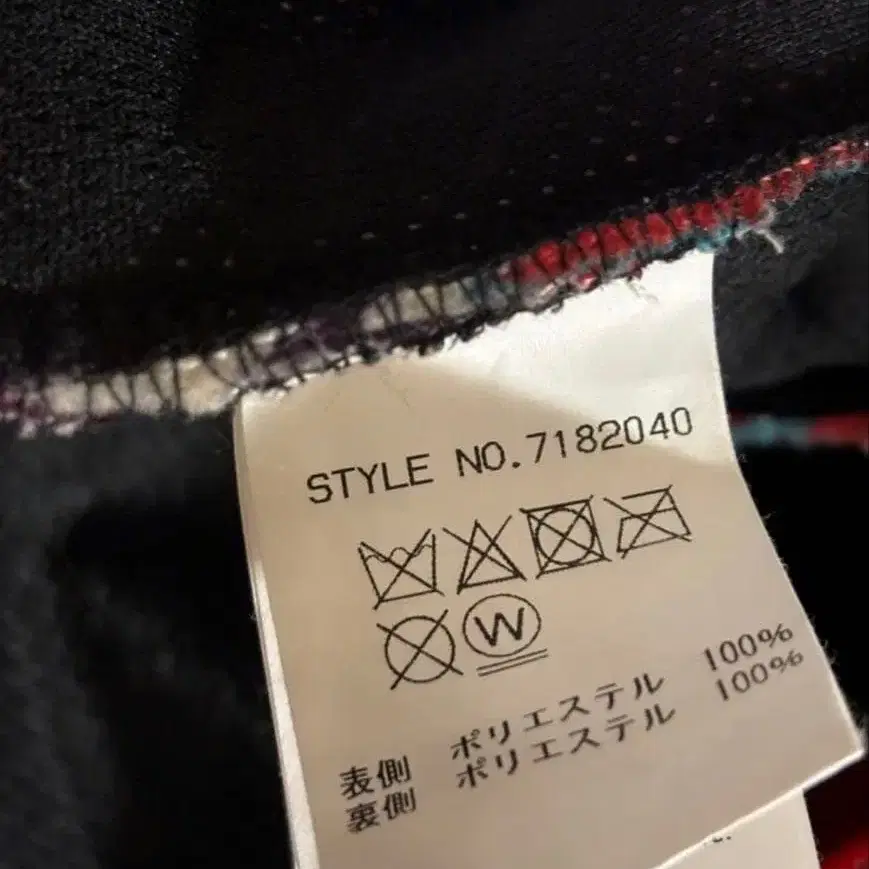 STYLE NO.7182040
W
表側 ポリエステル 100%
裏側 ポリエステル 100%